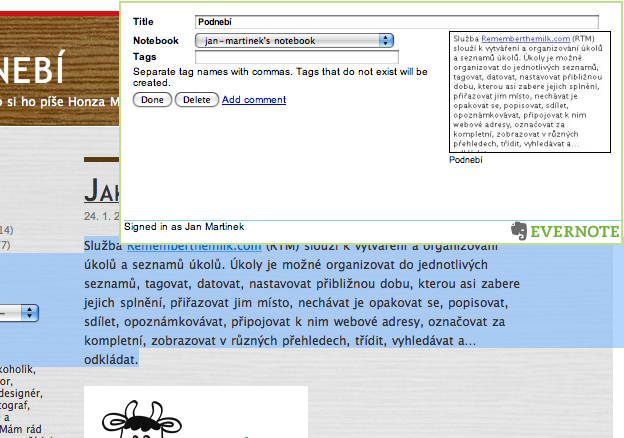 Title Podnebí
Notebook jan-martinek's notebook
Tags
Separate tag names with commas. Tags that do not exist will be
created.
Done Delete Add comment
Služba Rememberthemilk.com (RTM)
slouží k vytváření a organizování úkolů
a seznamů úkolů. Úkoly je možné
organizovat do jednotlivých seznamů,
tagovat, datovat, nastavovat přibližnou
dobu, kterou asi zabere jejich splnění,
přiřazovat jim místo, nechávat je
opakovat se, popisovat, sdílet,
opoznámkovávat, připojovat k nim
webové adresy, označovat za
kompletní, zobrazovat v různých
přehledech, třídit, vyhledávat a...
odkládat.
Podnebí
Signed in as Jan Martinek
EVERNOTE
NEBÍ
o si ho píše Honza M
JAK
24. 1. 2
14)
77)
Služba Rememberthemilk.com (RTM) slouží k vytváření a organizování
úkolů a seznamů úkolů. Úkoly je možné organizovat do jednotlivých
seznamů, tagovat, datovat, nastavovat přibližnou dobu, kterou asi zabere
jejich splnění, přiřazovat jim místo, nechávat je opakovat se, popisovat,
sdílet, opoznámkovávat, připojovat k nim webové adresy, označovat za
kompletní, zobrazovat v různých přehledech, třídit, vyhledávat a...
odkládat.
koholik,
or,
designér,
tograf,
e a
Mám rád